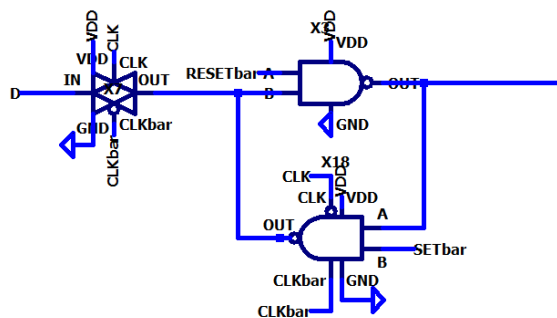 VDD
CLK
VDD
CLK
IN
X7
OUT
D
GND
CLKbar
CLKbar
VDD
VDD
RESETbar
A
B
OUT
GND
X18
CLK
CLK
VDD
VDD
A
OUT
B
SETbar
CLKbar
GND
CLKbar